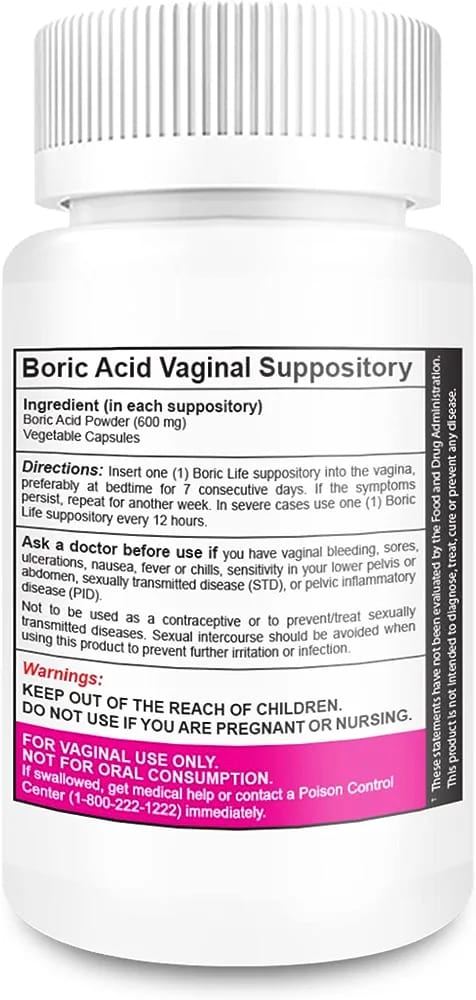 Boric Acid Vaginal Suppository
Ingredient (in each suppository)
Boric Acid Powder (600 mg)
Vegetable Capsules
Directions: Insert one (1) Boric Life suppository into the vagina,
preferably at bedtime for 7 consecutive days. If the symptoms
persist, repeat for another week. In severe cases use one (1) Boric
Life suppository every 12 hours.
Ask a doctor before use if you have vaginal bleeding, sores,
ulcerations, nausea, fever or chills, sensitivity in your lower pelvis or
abdomen, sexually transmitted disease (STD), or pelvic inflammatory
disease (PID).
Not to be used as a contraceptive or to prevent/treat sexually
transmitted diseases. Sexual intercourse should be avoided when
using this product to prevent further irritation or infection.
Warnings:
KEEP OUT OF THE REACH OF CHILDREN.
DO NOT USE IF YOU ARE PREGNANT OR NURSING.
FOR VAGINAL USE ONLY.
NOT FOR ORAL CONSUMPTION.
If swallowed, get medical help or contact a Poison Control
Center (1-800-222-1222) immediately.
† These statements have not been evaluated by the Food and Drug Administration.
This product is not intended to diagnose, treat, cure or prevent any disease.